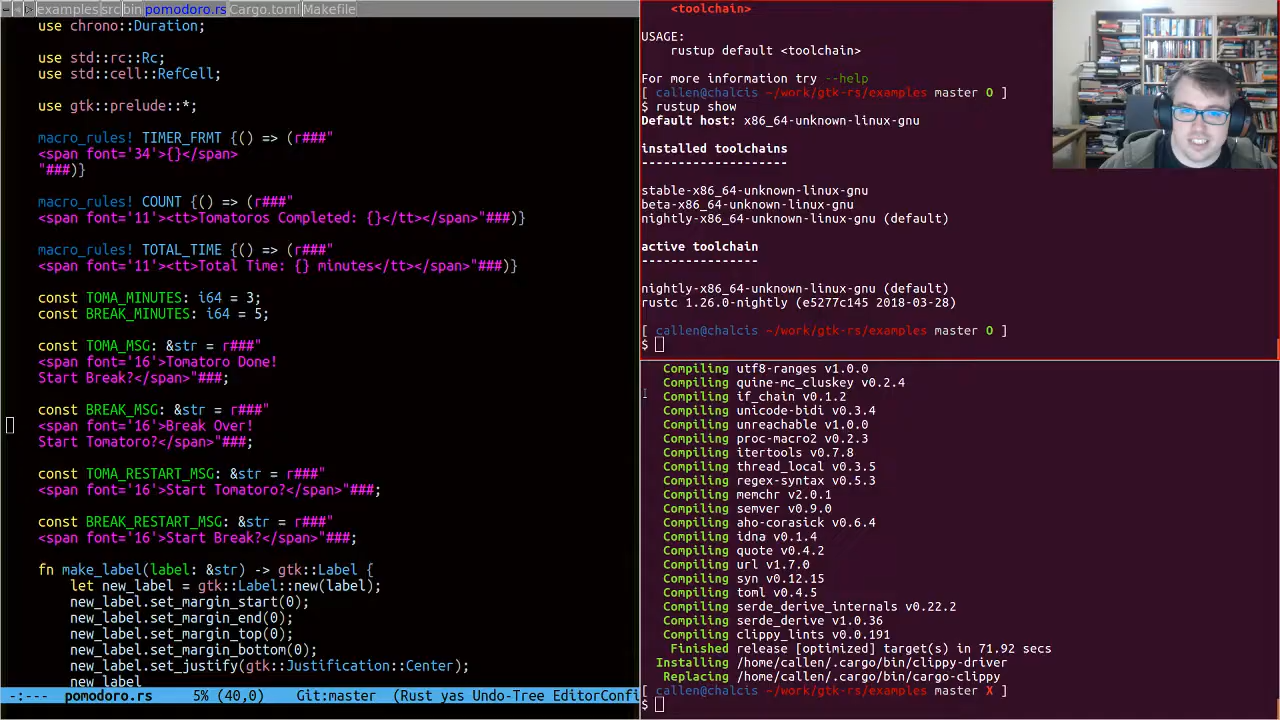 examples src bin pomodoro.rs Cargo.toml Makefile
use chrono::Duration;
use std::rc::Rc;
use std::cell::RefCell;
use gtk::prelude::*;
macro_rules! TIMER_FRMT {() => (r###"
<span font='34'>{}</span>
"###)}
macro_rules! COUNT {() => (r###"
<span font='11'><tt>Tomatoros Completed: {}</tt></span>"###)}
macro_rules! TOTAL_TIME {() => (r###"
<span font='11'><tt>Total Time: {} minutes</tt></span>"###)}
const TOMA_MINUTES: i64 = 3;
const BREAK_MINUTES: i64 = 5;
const TOMA_MSG: &str = r###"
<span font='16'>Tomatoro Done!
Start Break?</span>"###;
const BREAK_MSG: &str = r###"
<span font='16'>Break Over!
Start Tomatoro?</span>"###;
const TOMA_RESTART_MSG: &str = r###"
<span font='16'>Start Tomatoro?</span>"###;
const BREAK_RESTART_MSG: &str = r###"
<span font='16'>Start Break?</span>"###;
fn make_label(label: &str) -> gtk::Label {
let new_label = gtk::Label::new(label);
new_label.set_margin_start(0);
new_label.set_margin_end(0);
new_label.set_margin_top(0);
new_label.set_margin_bottom(0);
new_label.set_justify(gtk::Justification::Center);
new_label
-:--- pomodoro.rs 5% (40,0) Git:master (Rust yas Undo-Tree EditorConfi
<toolchain>
USAGE:
rustup default <toolchain>
For more information try --help
[ callen@chalcis ~/work/gtk-rs/examples master O ]
$ rustup show
Default host: x86_64-unknown-linux-gnu
installed toolchains
--------------------
stable-x86_64-unknown-linux-gnu
beta-x86_64-unknown-linux-gnu
nightly-x86_64-unknown-linux-gnu (default)
active toolchain
----------------
nightly-x86_64-unknown-linux-gnu (default)
rustc 1.26.0-nightly (e5277c145 2018-03-28)
[ callen@chalcis ~/work/gtk-rs/examples master O ]
$
Compiling utf8-ranges v1.0.0
Compiling quine-mc_cluskey v0.2.4
Compiling if_chain v0.1.2
Compiling unicode-bidi v0.3.4
Compiling unreachable v1.0.0
Compiling proc-macro2 v0.2.3
Compiling itertools v0.7.8
Compiling thread_local v0.3.5
Compiling regex-syntax v0.5.3
Compiling memchr v2.0.1
Compiling semver v0.9.0
Compiling aho-corasick v0.6.4
Compiling idna v0.1.4
Compiling quote v0.4.2
Compiling url v1.7.0
Compiling syn v0.12.15
Compiling toml v0.4.5
Compiling serde_derive_internals v0.22.2
Compiling serde_derive v1.0.36
Compiling clippy_lints v0.0.191
Finished release [optimized] target(s) in 71.92 secs
Installing /home/callen/.cargo/bin/clippy-driver
Replacing /home/callen/.cargo/bin/cargo-clippy
[ callen@chalcis ~/work/gtk-rs/examples master X ]
$